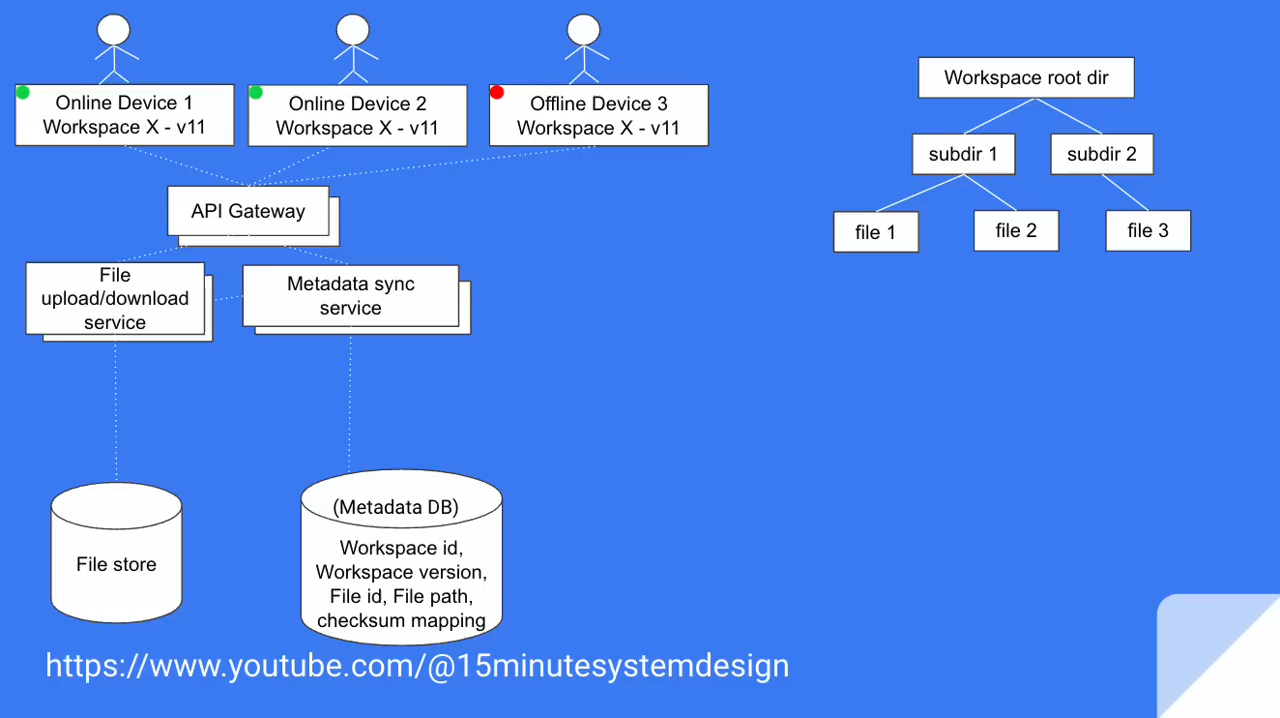 Online Device 1
Workspace X - v11
Online Device 2
Workspace X - v11
Offline Device 3
Workspace X - v11
API Gateway
File
upload/download
service
Metadata sync
service
File store
(Metadata DB)
Workspace id,
Workspace version,
File id, File path,
checksum mapping
Workspace root dir
subdir 1
subdir 2
file 1
file 2
file 3
https://www.youtube.com/@15minutesystemdesign